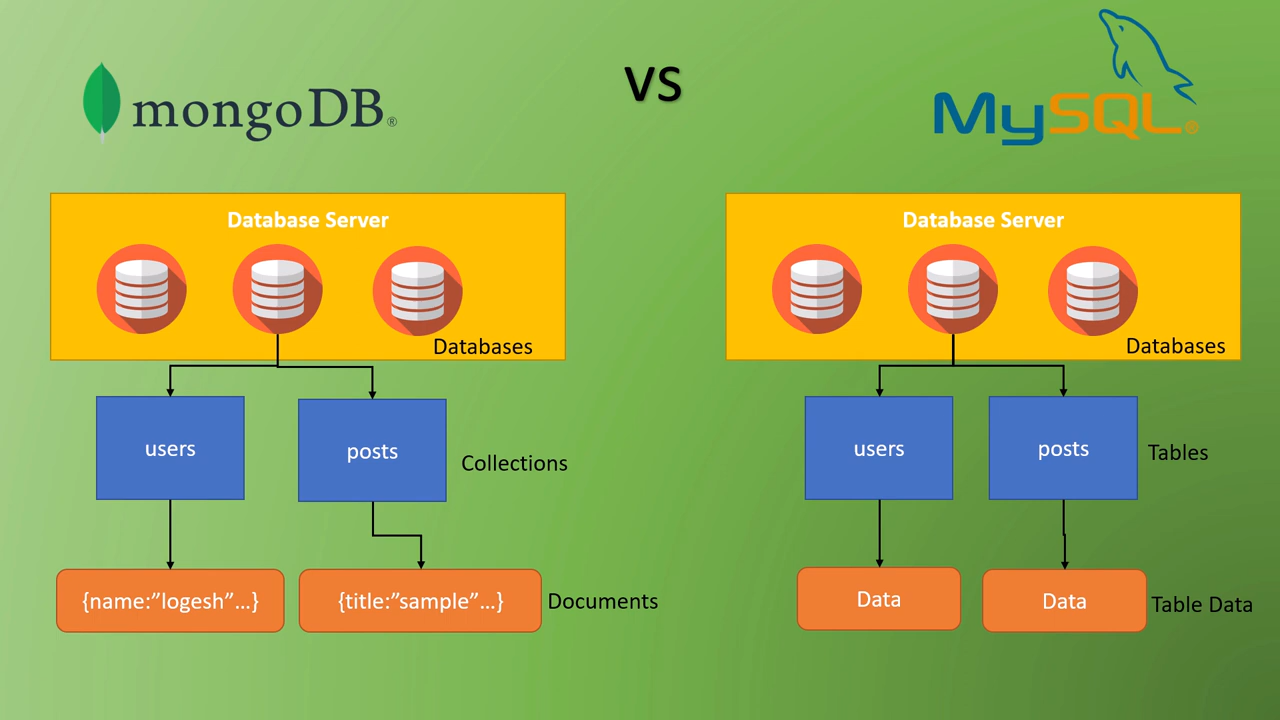 mongoDB®
VS
MySQL®
Database Server
Databases
users
posts
Collections
{name:”logesh”…}
{title:”sample”…}
Documents
Database Server
Databases
users
posts
Tables
Data
Data
Table Data